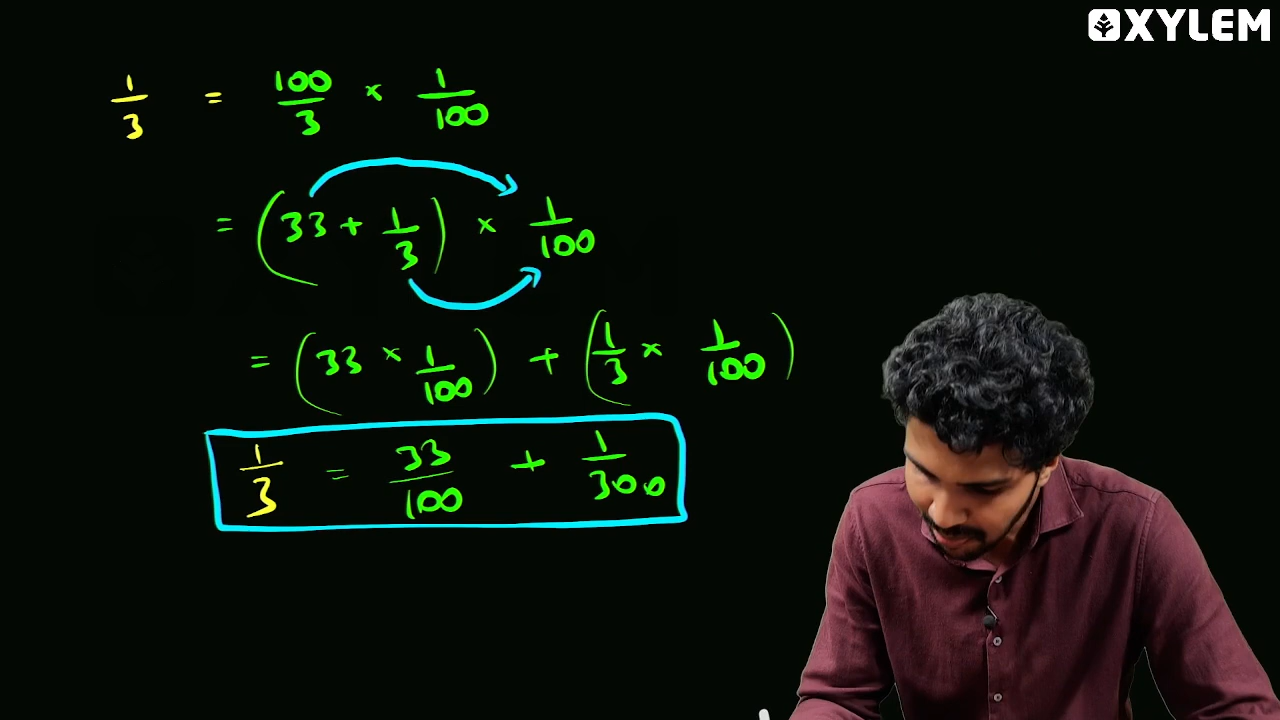 XYLEM
1/3 = 100/3 × 1/100
= (33 + 1/3) × 1/100
= (33 × 1/100) + (1/3 × 1/100)
1/3 = 33/100 + 1/300